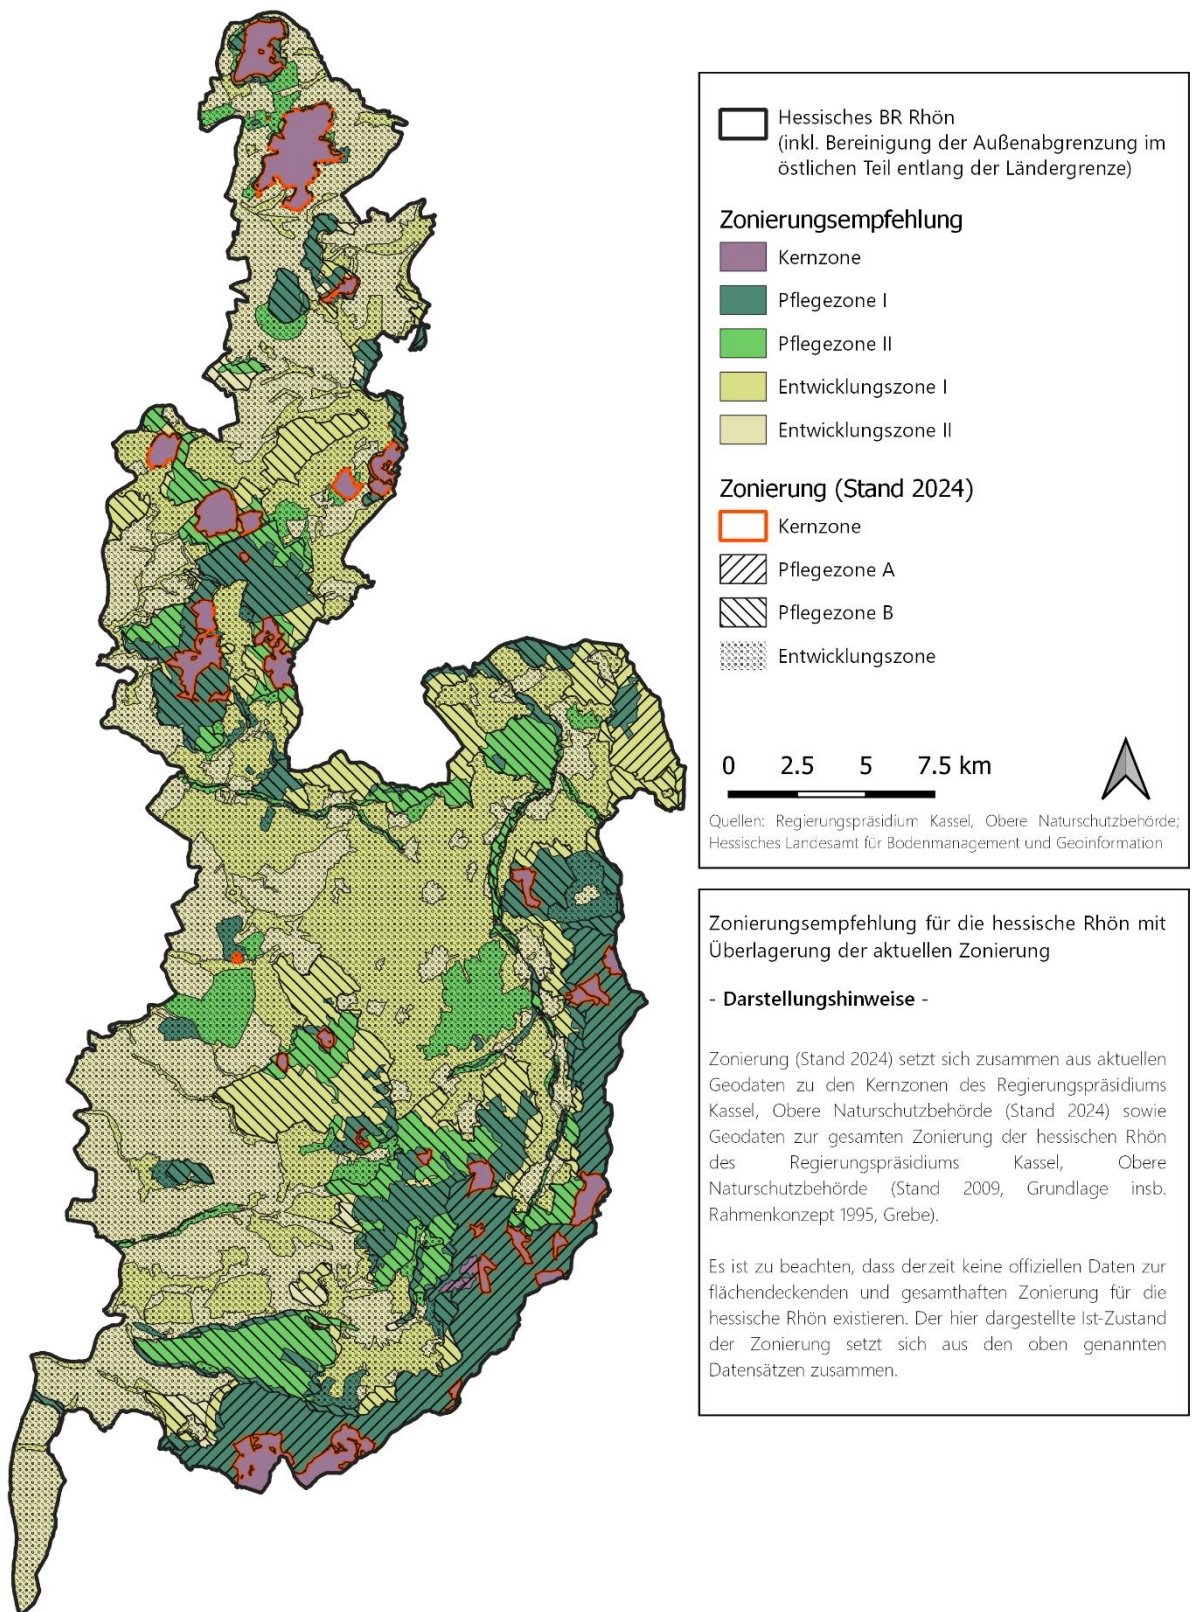 Hessisches BR Rhön
(inkl. Bereinigung der Außenabgrenzung im
östlichen Teil entlang der Ländergrenze)
Zonierungsempfehlung
Kernzone
Pflegezone I
Pflegezone II
Entwicklungszone I
Entwicklungszone II
Zonierung (Stand 2024)
Kernzone
Pflegezone A
Pflegezone B
Entwicklungszone
0 2.5 5 7.5 km
Quellen: Regierungspräsidium Kassel, Obere Naturschutzbehörde;
Hessisches Landesamt für Bodenmanagement und Geoinformation
Zonierungsempfehlung für die hessische Rhön mit
Überlagerung der aktuellen Zonierung
- Darstellungshinweise -
Zonierung (Stand 2024) setzt sich zusammen aus aktuellen
Geodaten zu den Kernzonen des Regierungspräsidiums
Kassel, Obere Naturschutzbehörde (Stand 2024) sowie
Geodaten zur gesamten Zonierung der hessischen Rhön
des Regierungspräsidiums Kassel, Obere
Naturschutzbehörde (Stand 2009, Grundlage insb.
Rahmenkonzept 1995, Grebe).
Es ist zu beachten, dass derzeit keine offiziellen Daten zur
flächendeckenden und gesamthaften Zonierung für die
hessische Rhön existieren. Der hier dargestellte Ist-Zustand
der Zonierung setzt sich aus den oben genannten
Datensätzen zusammen.